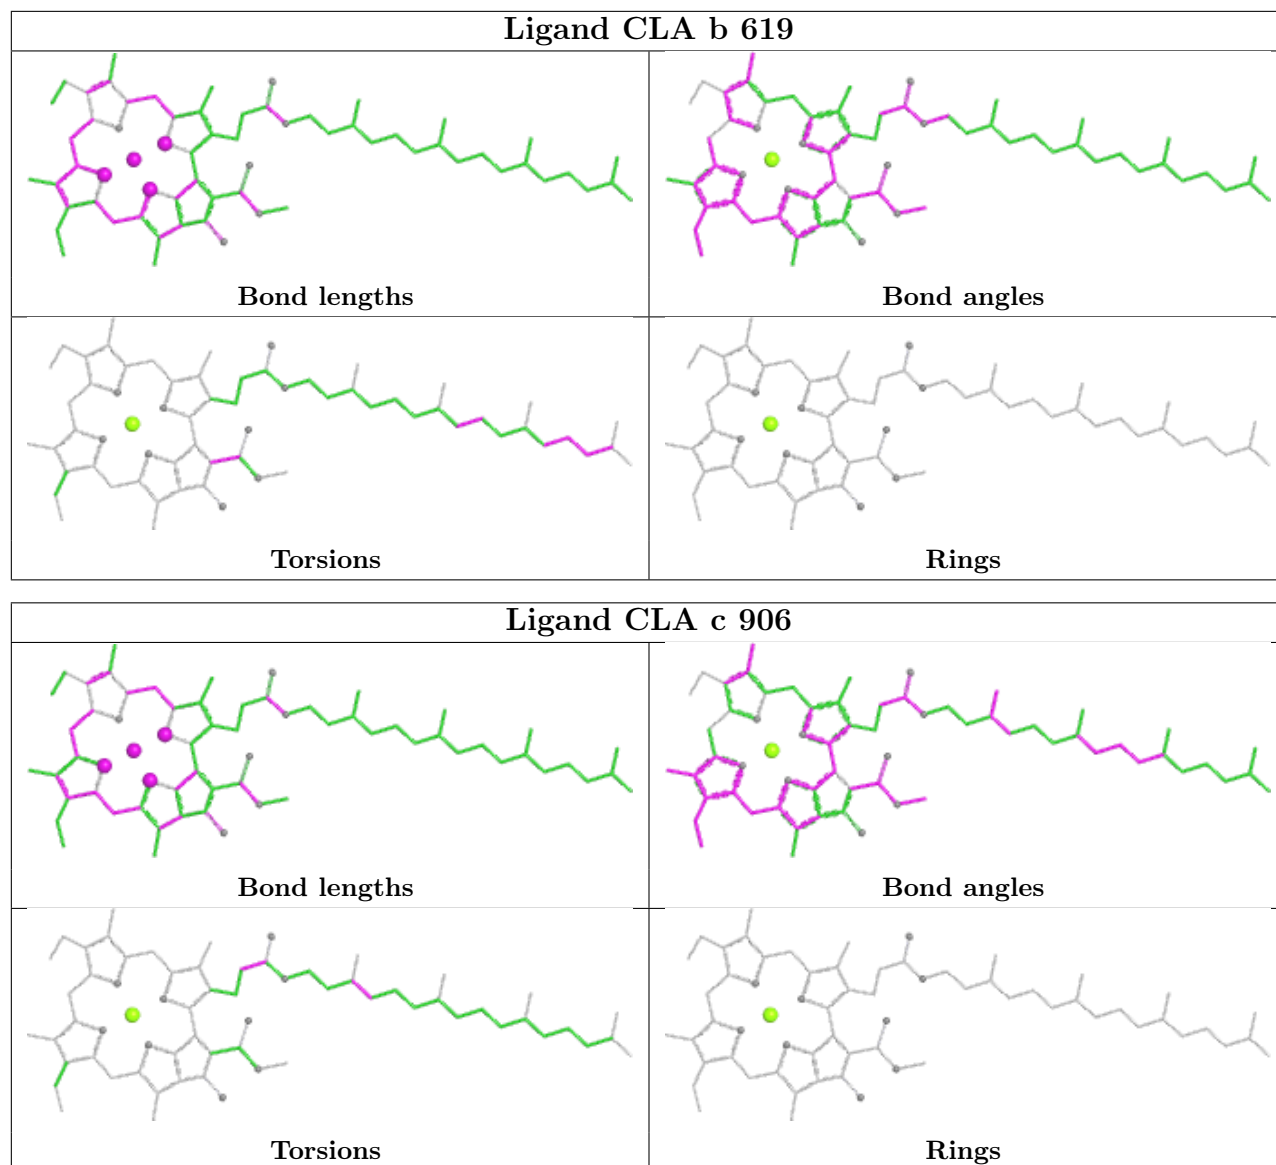 Ligand CLA b 619
Bond lengths
Bond angles
Torsions
Rings
Ligand CLA c 906
Bond lengths
Bond angles
Torsions
Rings